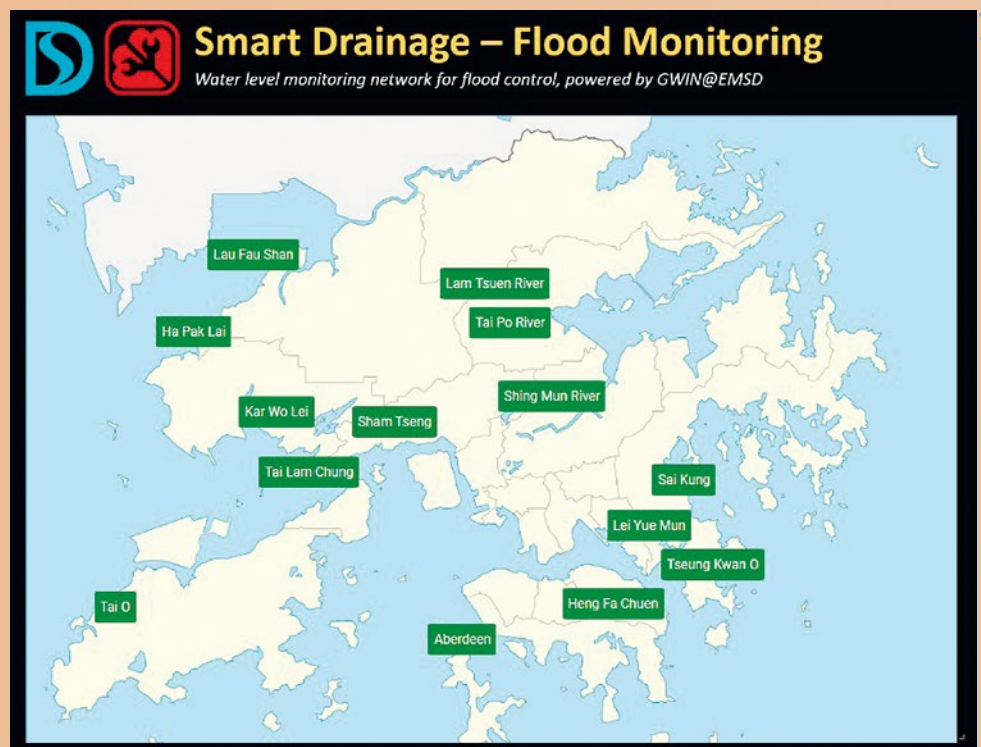 Smart Drainage – Flood Monitoring
Water level monitoring network for flood control, powered by GWIN@EMSD
Lau Fau Shan
Lam Tsuen River
Tai Po River
Ha Pak Lai
Shing Mun River
Kar Wo Lei
Sham Tseng
Tai Lam Chung
Sai Kung
Lei Yue Mun
Tseung Kwan O
Tai O
Heng Fa Chuen
Aberdeen